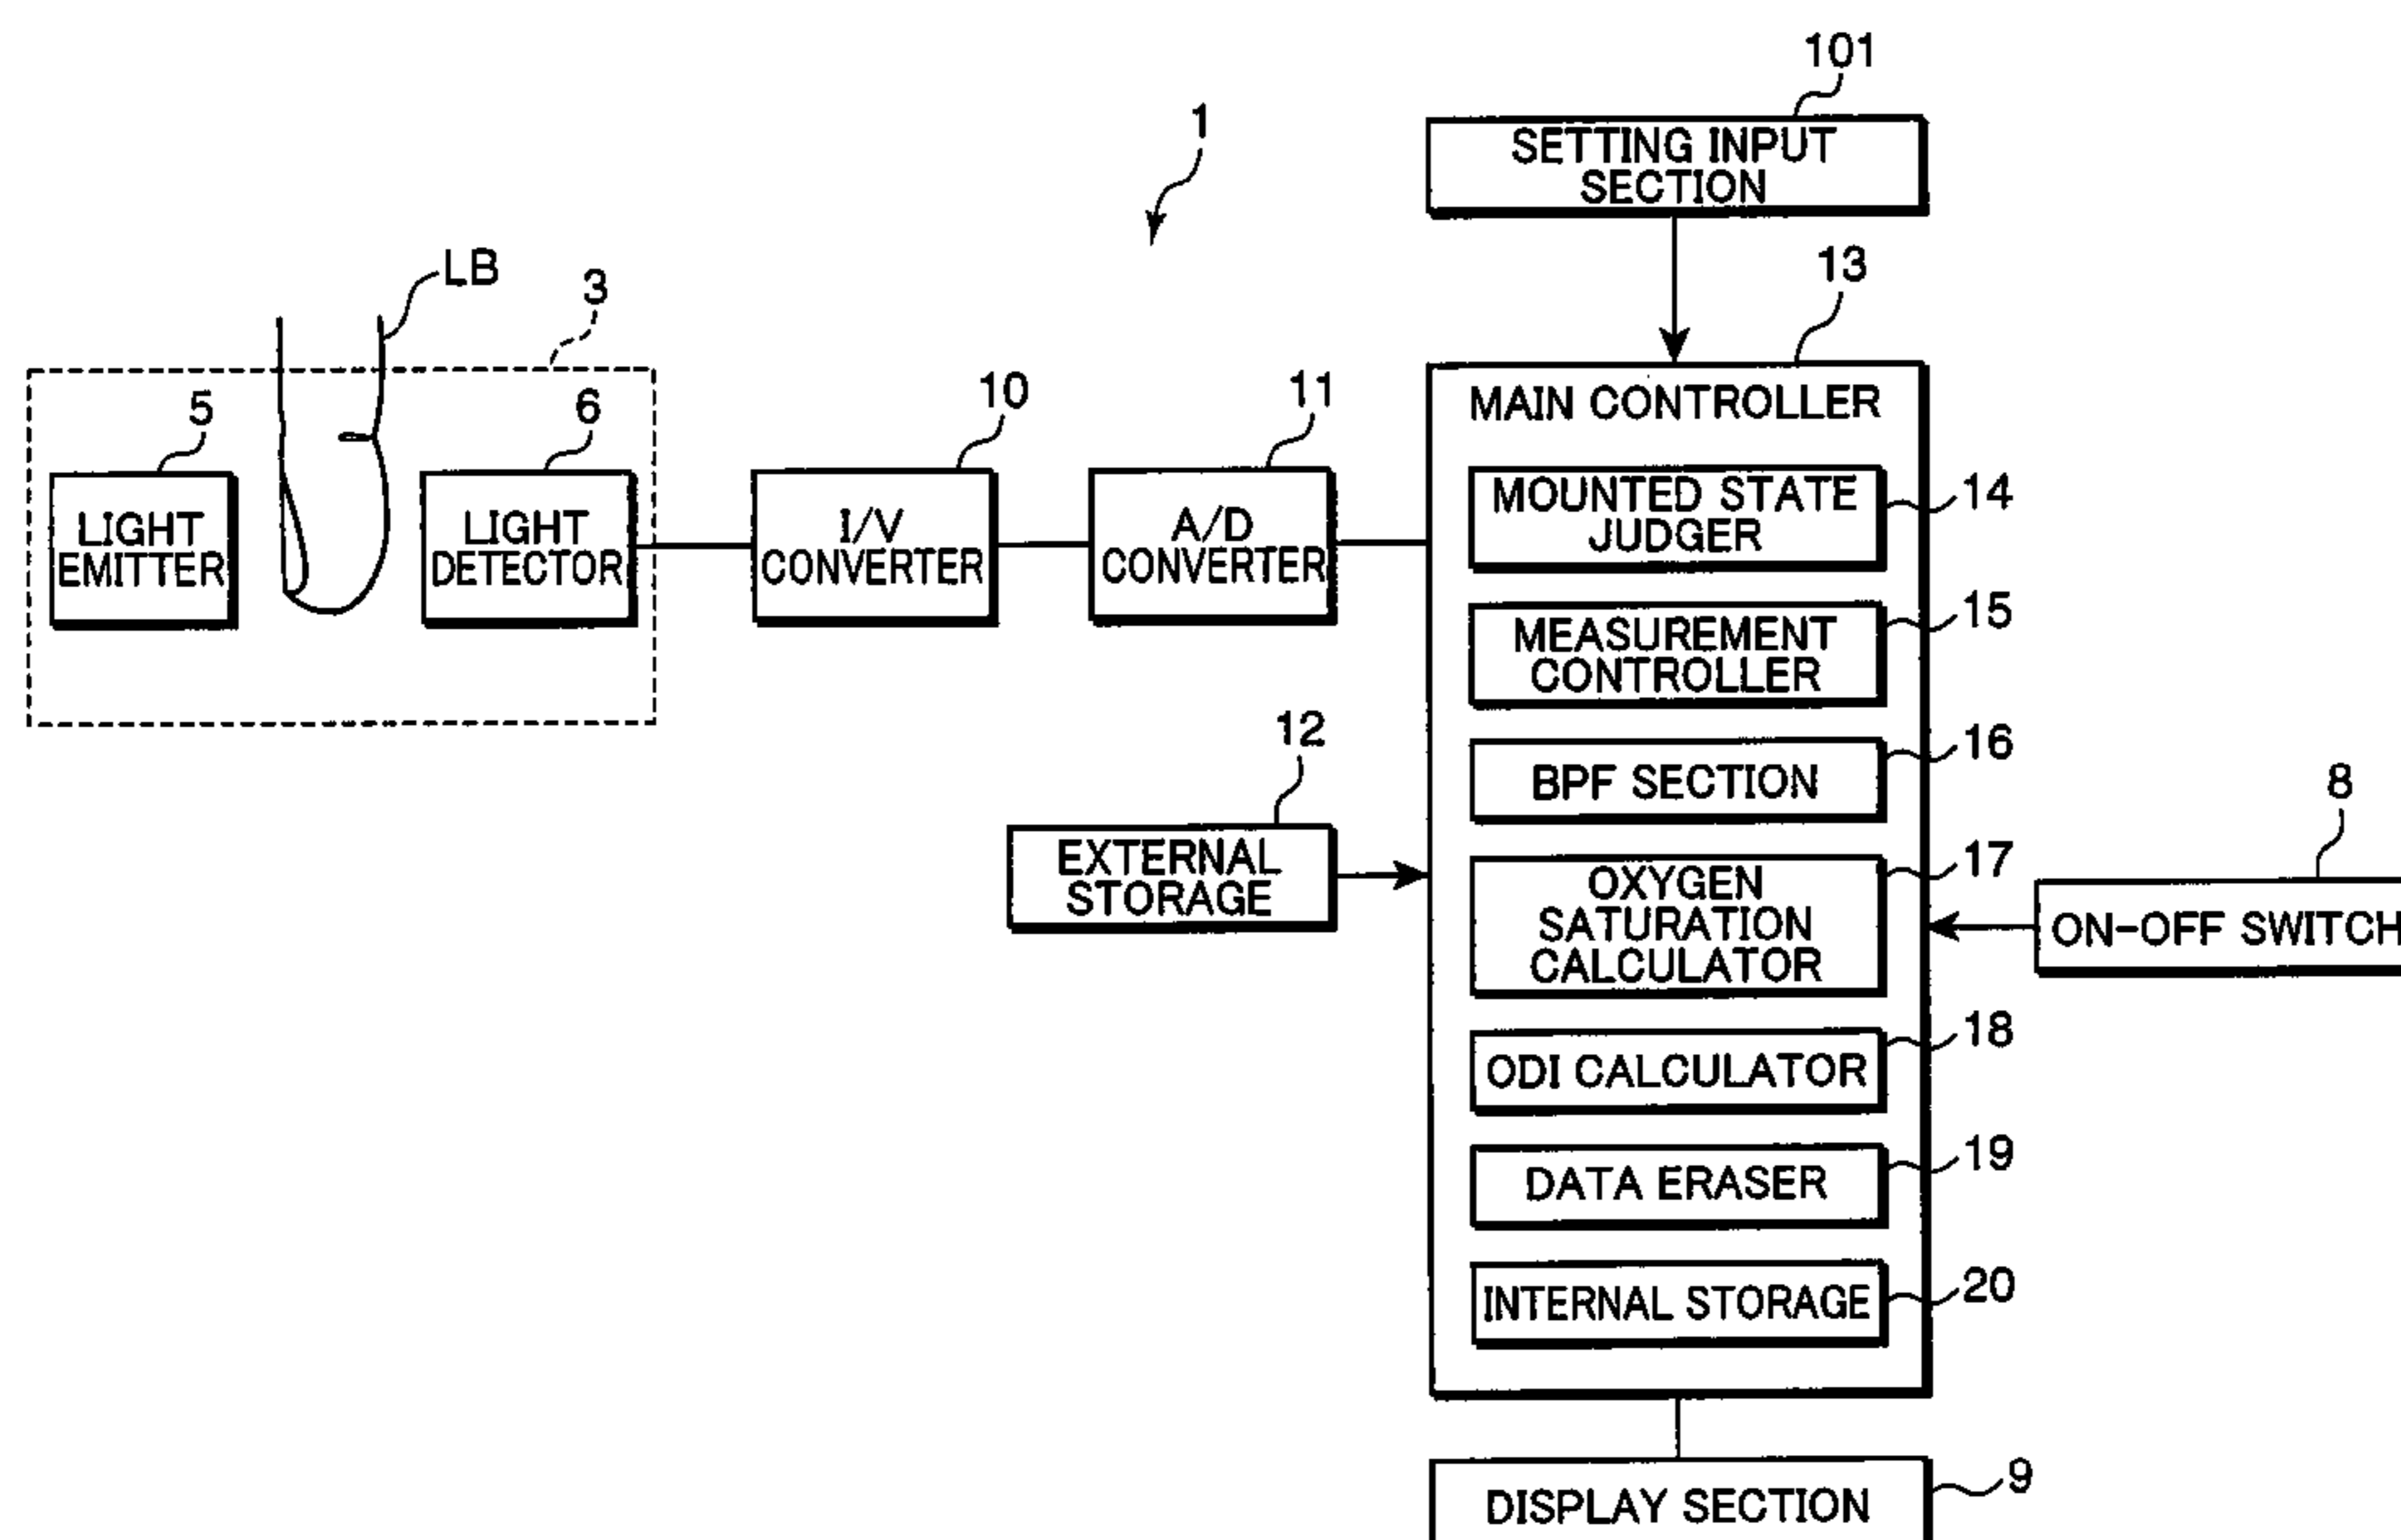 101
SETTING INPUT
SECTION
1
13
LB
3
5
LIGHT
EMITTER
6
LIGHT
DETECTOR
10
I/V
CONVERTER
11
A/D
CONVERTER
MAIN CONTROLLER
MOUNTED STATE
JUDGER
14
MEASUREMENT
CONTROLLER
15
12
EXTERNAL
STORAGE
BPF SECTION
16
OXYGEN
SATURATION
CALCULATOR
17
8
ON-OFF SWITCH
ODI CALCULATOR
18
DATA ERASER
19
INTERNAL STORAGE
20
DISPLAY SECTION
9